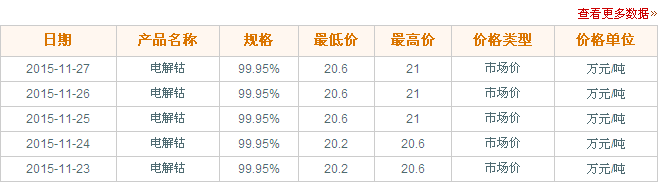 查看更多数据»
日期 产品名称 规格 最低价 最高价 价格类型 价格单位
2015-11-27 电解钴 99.95% 20.6 21 市场价 万元/吨
2015-11-26 电解钴 99.95% 20.6 21 市场价 万元/吨
2015-11-25 电解钴 99.95% 20.6 21 市场价 万元/吨
2015-11-24 电解钴 99.95% 20.2 20.6 市场价 万元/吨
2015-11-23 电解钴 99.95% 20.2 20.6 市场价 万元/吨